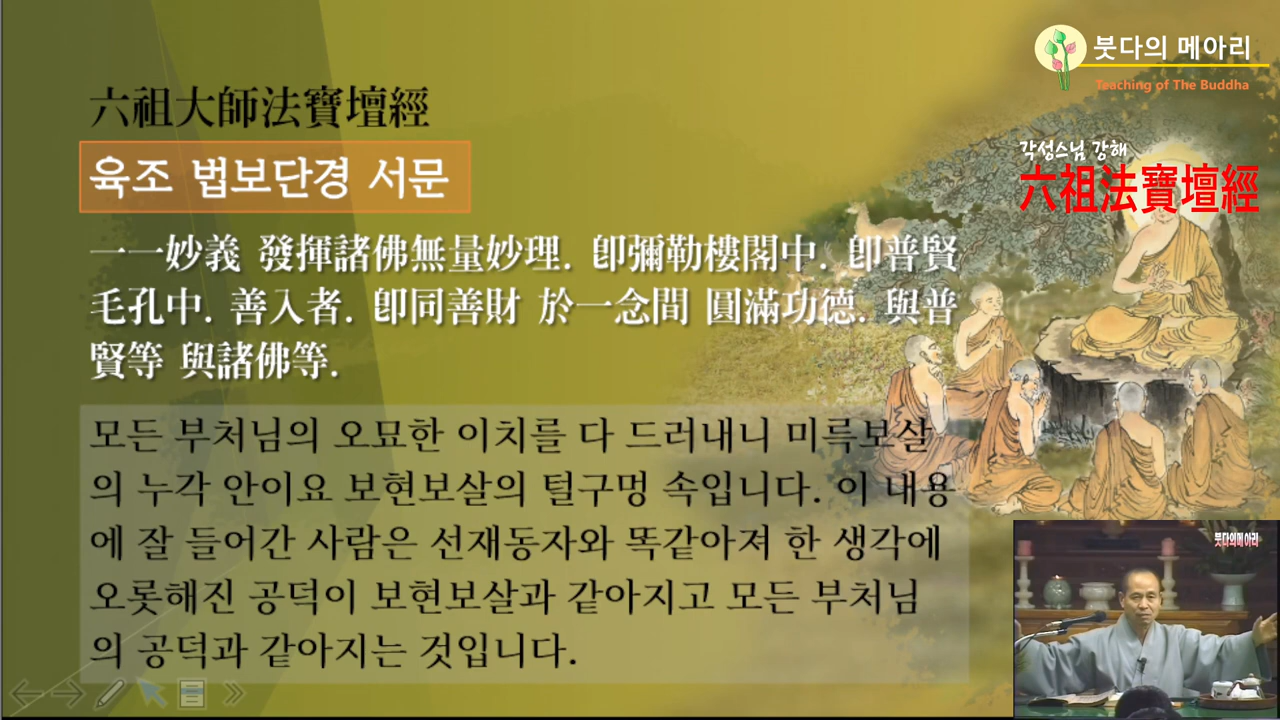 붓다의 메아리
Teaching of The Buddha
각성스님 강해
六祖法寶壇經
六祖大師法寶壇經
육조 법보단경 서문
一一妙義 發揮諸佛無量妙理. 卽彌勒樓閣中. 卽普賢
毛孔中. 善入者. 卽同善財 於一念間 圓滿功德. 與普
賢等 與諸佛等.
모든 부처님의 오묘한 이치를 다 드러내니 미륵보살
의 누각 안이요 보현보살의 털구멍 속입니다. 이 내용
에 잘 들어간 사람은 선재동자와 똑같아져 한 생각에
오롯해진 공덕이 보현보살과 같아지고 모든 부처님
의 공덕과 같아지는 것입니다.
붓다의메아리